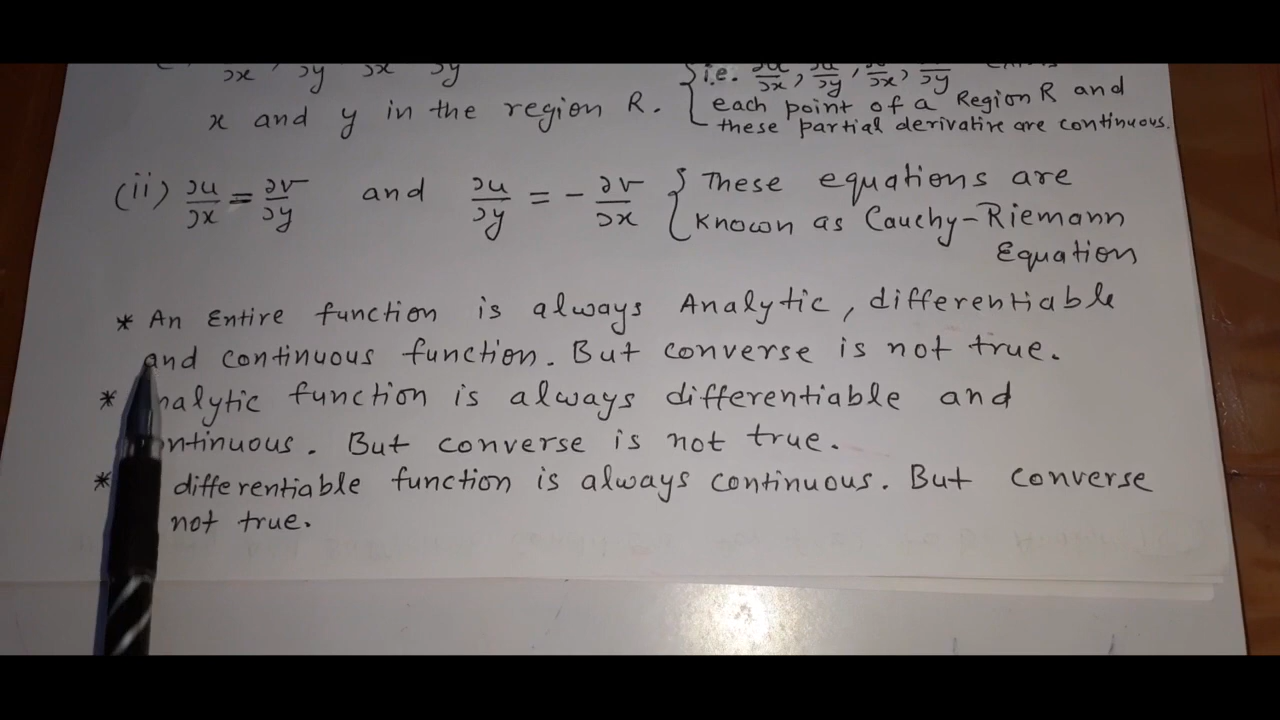 ∂x ∂y ∂x ∂y
x and y in the region R.
i.e. ∂u/∂x, ∂u/∂y, ∂x, ∂y
each point of a Region R and
these partial derivative are continuous.
(ii) ∂u/∂x = ∂v/∂y and ∂u/∂y = - ∂v/∂x
These equations are
known as Cauchy-Riemann
Equation
* An Entire function is always Analytic, differentiable
and continuous function. But converse is not true.
* nalytic function is always differentiable and
ntinuous. But converse is not true.
* differentiable function is always continuous. But converse
not true.